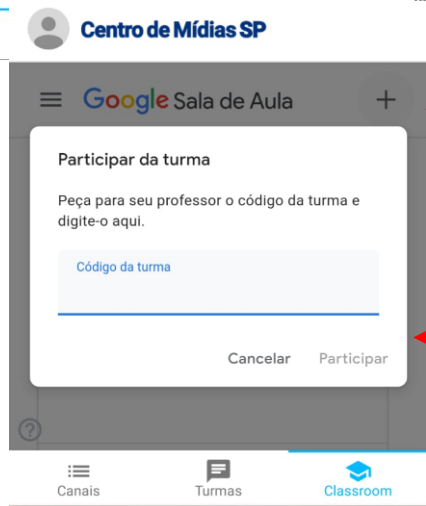 Centro de Mídias SP
Google Sala de Aula
Participar da turma
Peça para seu professor o código da turma e
digite-o aqui.
Código da turma
Cancelar Participar
Canais Turmas Classroom